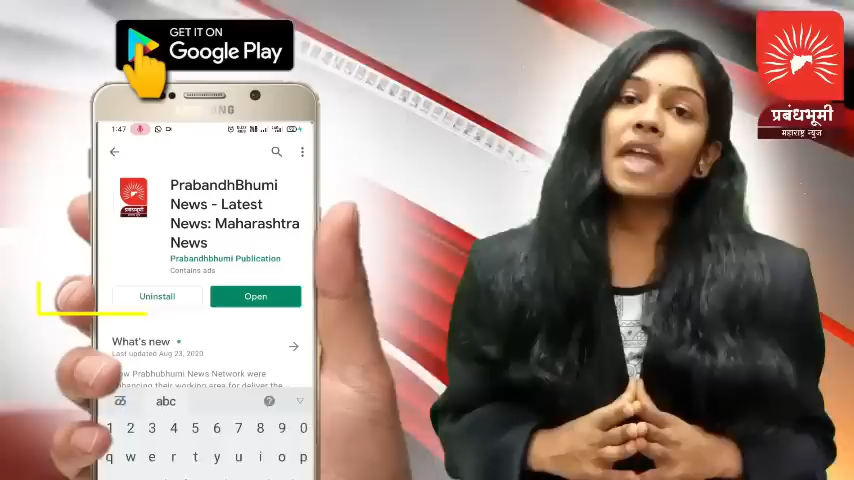 GET IT ON
Google Play
SAMSUNG
1:47
PrabandhBhumi
News - Latest
News: Maharashtra
News
Prabandhbhumi Publication
Contains ads
Uninstall
Open
What's new
Last updated Aug 23, 2020
Prabhubhumi News Network were
their working area for deliver the
abc
1 2 3 4 5 6 7 8 9 0
q w e r t y u i o p
प्रबंधभूमी
महाराष्ट्र न्यूज